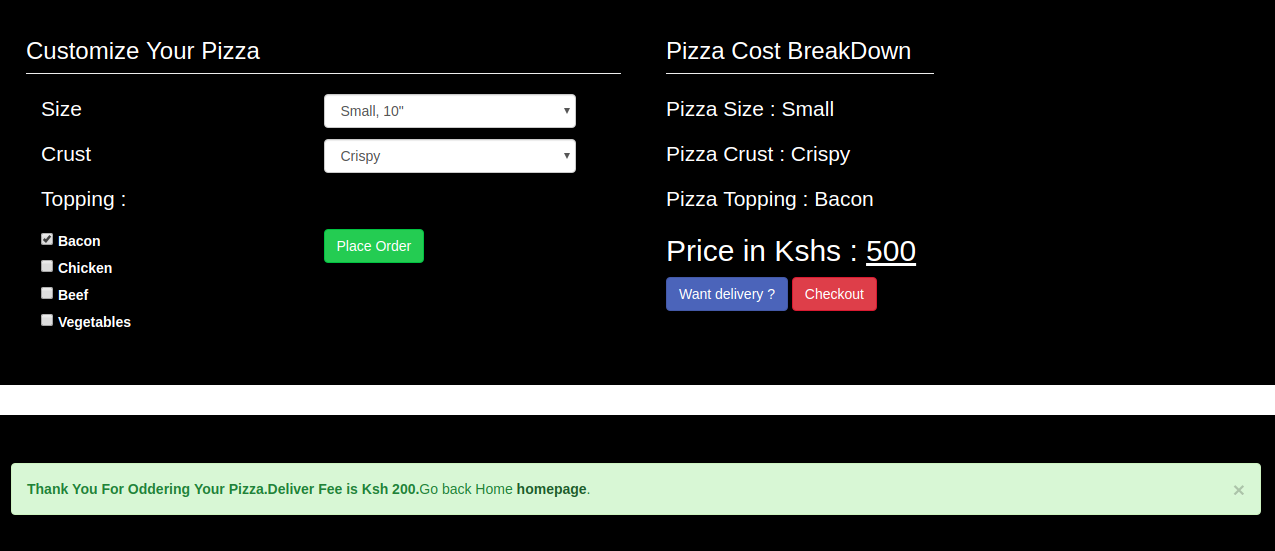 Customize Your Pizza
Size
Small, 10"
Crust
Crispy
Topping :
Bacon
Chicken
Beef
Vegetables
Place Order
Pizza Cost BreakDown
Pizza Size : Small
Pizza Crust : Crispy
Pizza Topping : Bacon
Price in Kshs : 500
Want delivery ? Checkout
Thank You For Oddering Your Pizza.Deliver Fee is Ksh 200.Go back Home homepage. ×